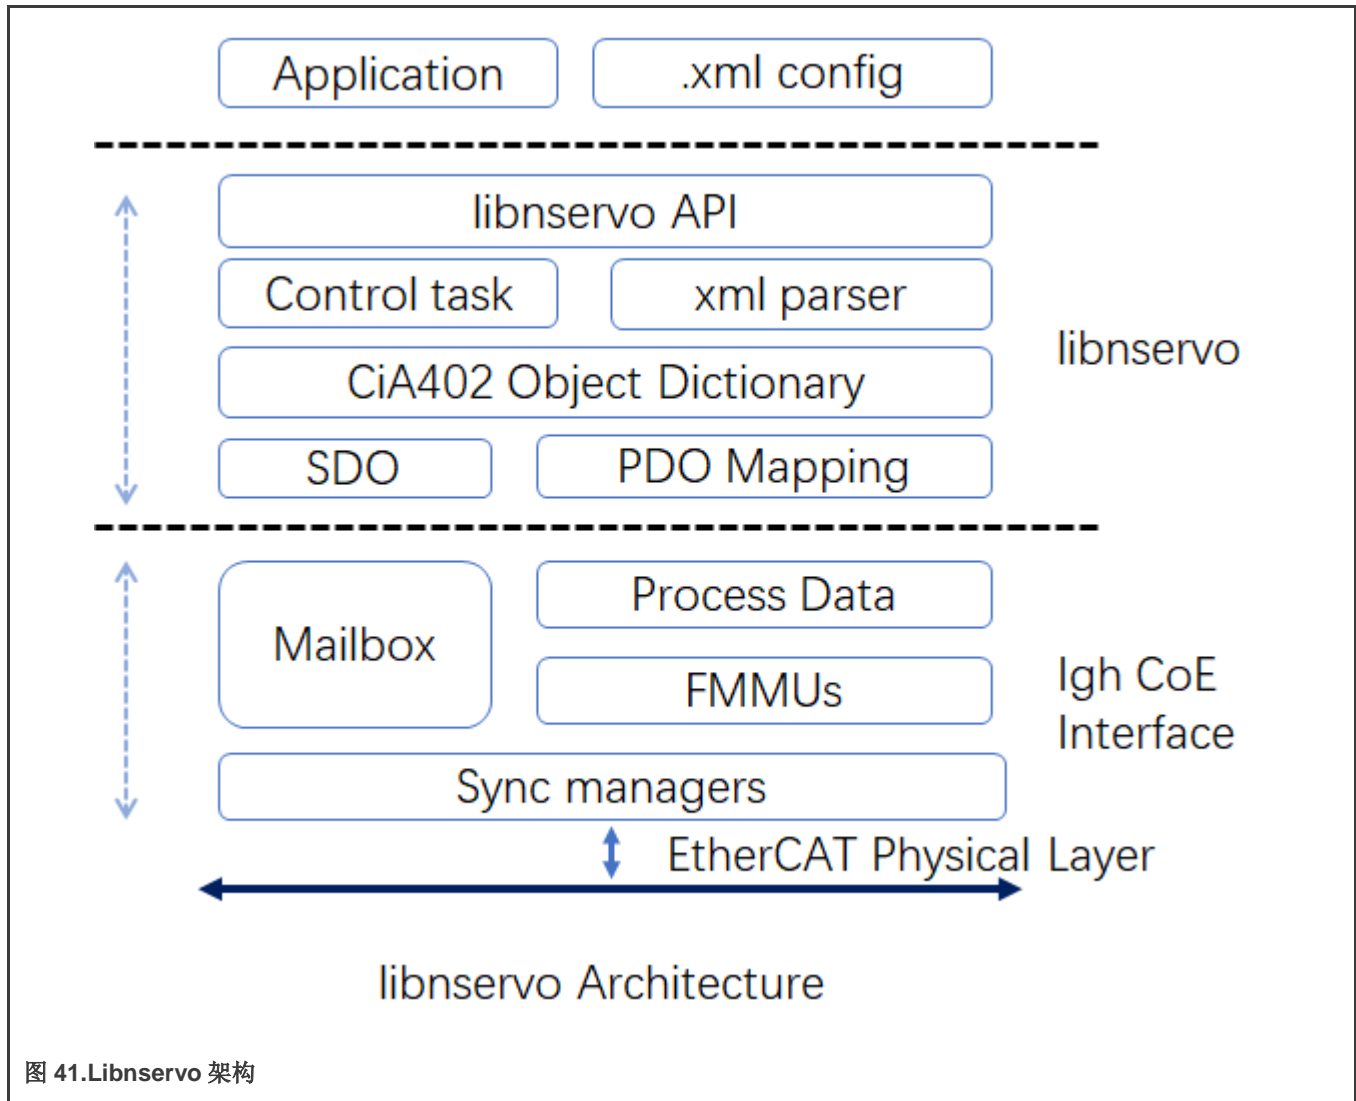 Application
.xml config
libnservo API
Control task
xml parser
libnservo
CiA402 Object Dictionary
SDO
PDO Mapping
Mailbox
Process Data
FMMUs
Igh CoE
Interface
Sync managers
EtherCAT Physical Layer
libnservo Architecture
图 41.Libnservo 架构